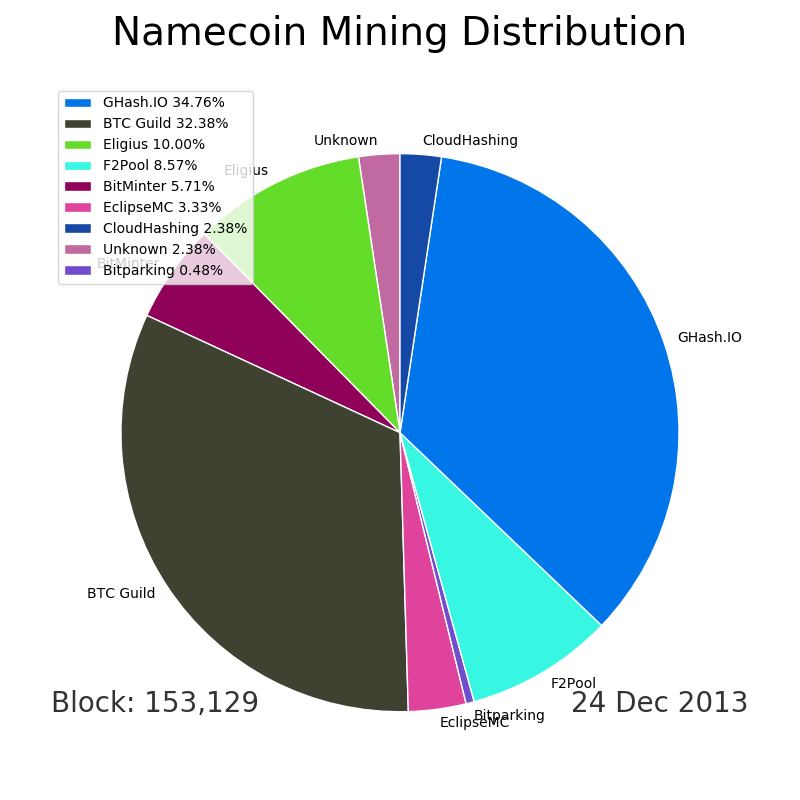 Namecoin Mining Distribution
GHash.IO 34.76%
BTC Guild 32.38%
Eligius 10.00%
F2Pool 8.57%
BitMinter 5.71%
EclipseMC 3.33%
CloudHashing 2.38%
Unknown 2.38%
Bitparking 0.48%
Unknown
CloudHashing
Eligius
BitMinter
GHash.IO
BTC Guild
F2Pool
Bitparking
EclipseMC
Block: 153,129
24 Dec 2013